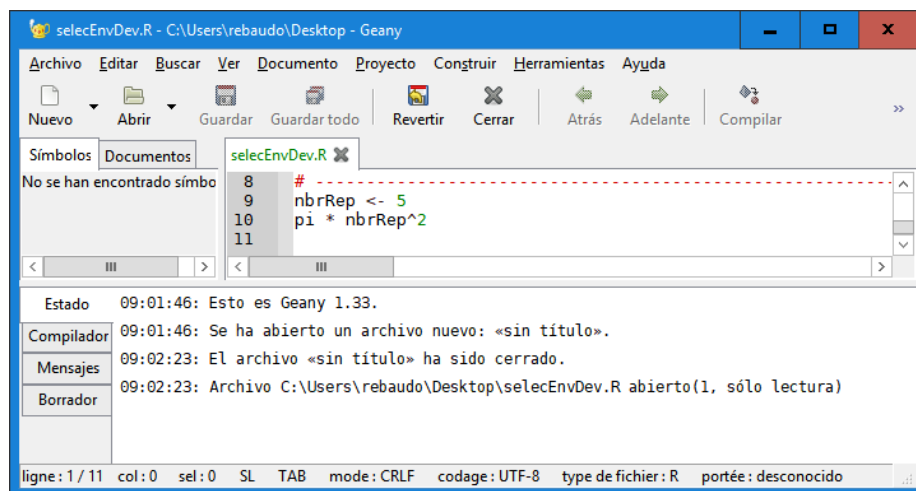 selecEnvDev.R - C:\Users\rebaudo\Desktop - Geany
Archivo Editar Buscar Ver Documento Proyecto Construir Herramientas Ayuda
Nuevo Abrir Guardar Guardar todo Revertir Cerrar Atrás Adelante Compilar
Símbolos Documentos selecEnvDev.R
No se han encontrado símbo
8 # ----------------------------------------------------------
9 nbrRep <- 5
10 pi * nbrRep^2
11
Estado
Compilador
Mensajes
Borrador
09:01:46: Esto es Geany 1.33.
09:01:46: Se ha abierto un archivo nuevo: «sin título».
09:02:23: El archivo «sin título» ha sido cerrado.
09:02:23: Archivo C:\Users\rebaudo\Desktop\selecEnvDev.R abierto(1, sólo lectura)
ligne : 1 / 11 col : 0 sel : 0 SL TAB mode : CRLF codage : UTF-8 type de fichier : R portée : desconocido